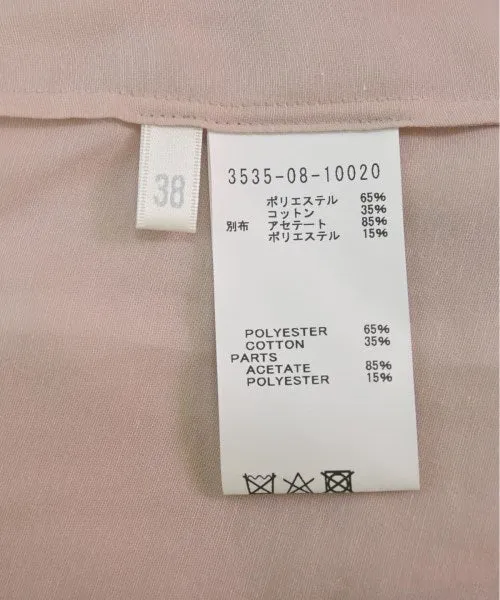 38
3535-08-10020
ポリエステル 65%
コットン 35%
別布 アセテート 85%
ポリエステル 15%
POLYESTER 65%
COTTON 35%
PARTS
ACETATE 85%
POLYESTER 15%